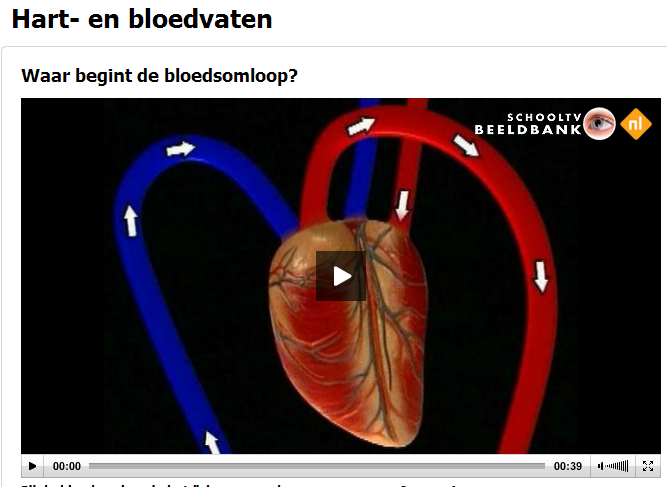 Hart- en bloedvaten
Waar begint de bloedsomloop?
SCHOOLTV
BEELDBANK
nl
00:00
00:39